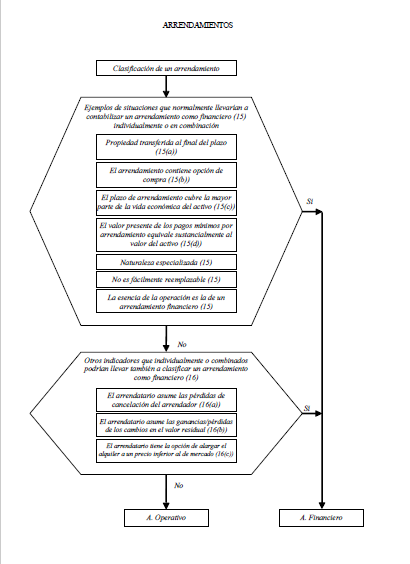 ARRENDAMIENTOS
Clasificación de un arrendamiento
Ejemplos de situaciones que normalmente llevarían a
contabilizar un arrendamiento como financiero (15)
individualmente o en combinación
Propiedad transferida al final del plazo
(15(a))
El arrendamiento contiene opción de
compra (15(b))
El plazo de arrendamiento cubre la mayor
parte de la vida económica del activo (15(c))
El valor presente de los pagos mínimos por
arrendamiento equivale sustancialmente al
valor del activo (15(d))
Naturaleza especializada (15)
No es fácilmente reemplazable (15)
La esencia de la operación es la de un
arrendamiento financiero (15)
Si
No
Otros indicadores que individualmente o combinados
podrían llevar también a clasificar un arrendamiento
como financiero (16)
El arrendatario asume las pérdidas de
cancelación del arrendador (16(a))
El arrendatario asume las ganancias/pérdidas
de los cambios en el valor residual (16(b))
El arrendatario tiene la opción de alargar el
alquiler a un precio inferior al de mercado (16(c))
Si
No
A. Operativo
A. Financiero